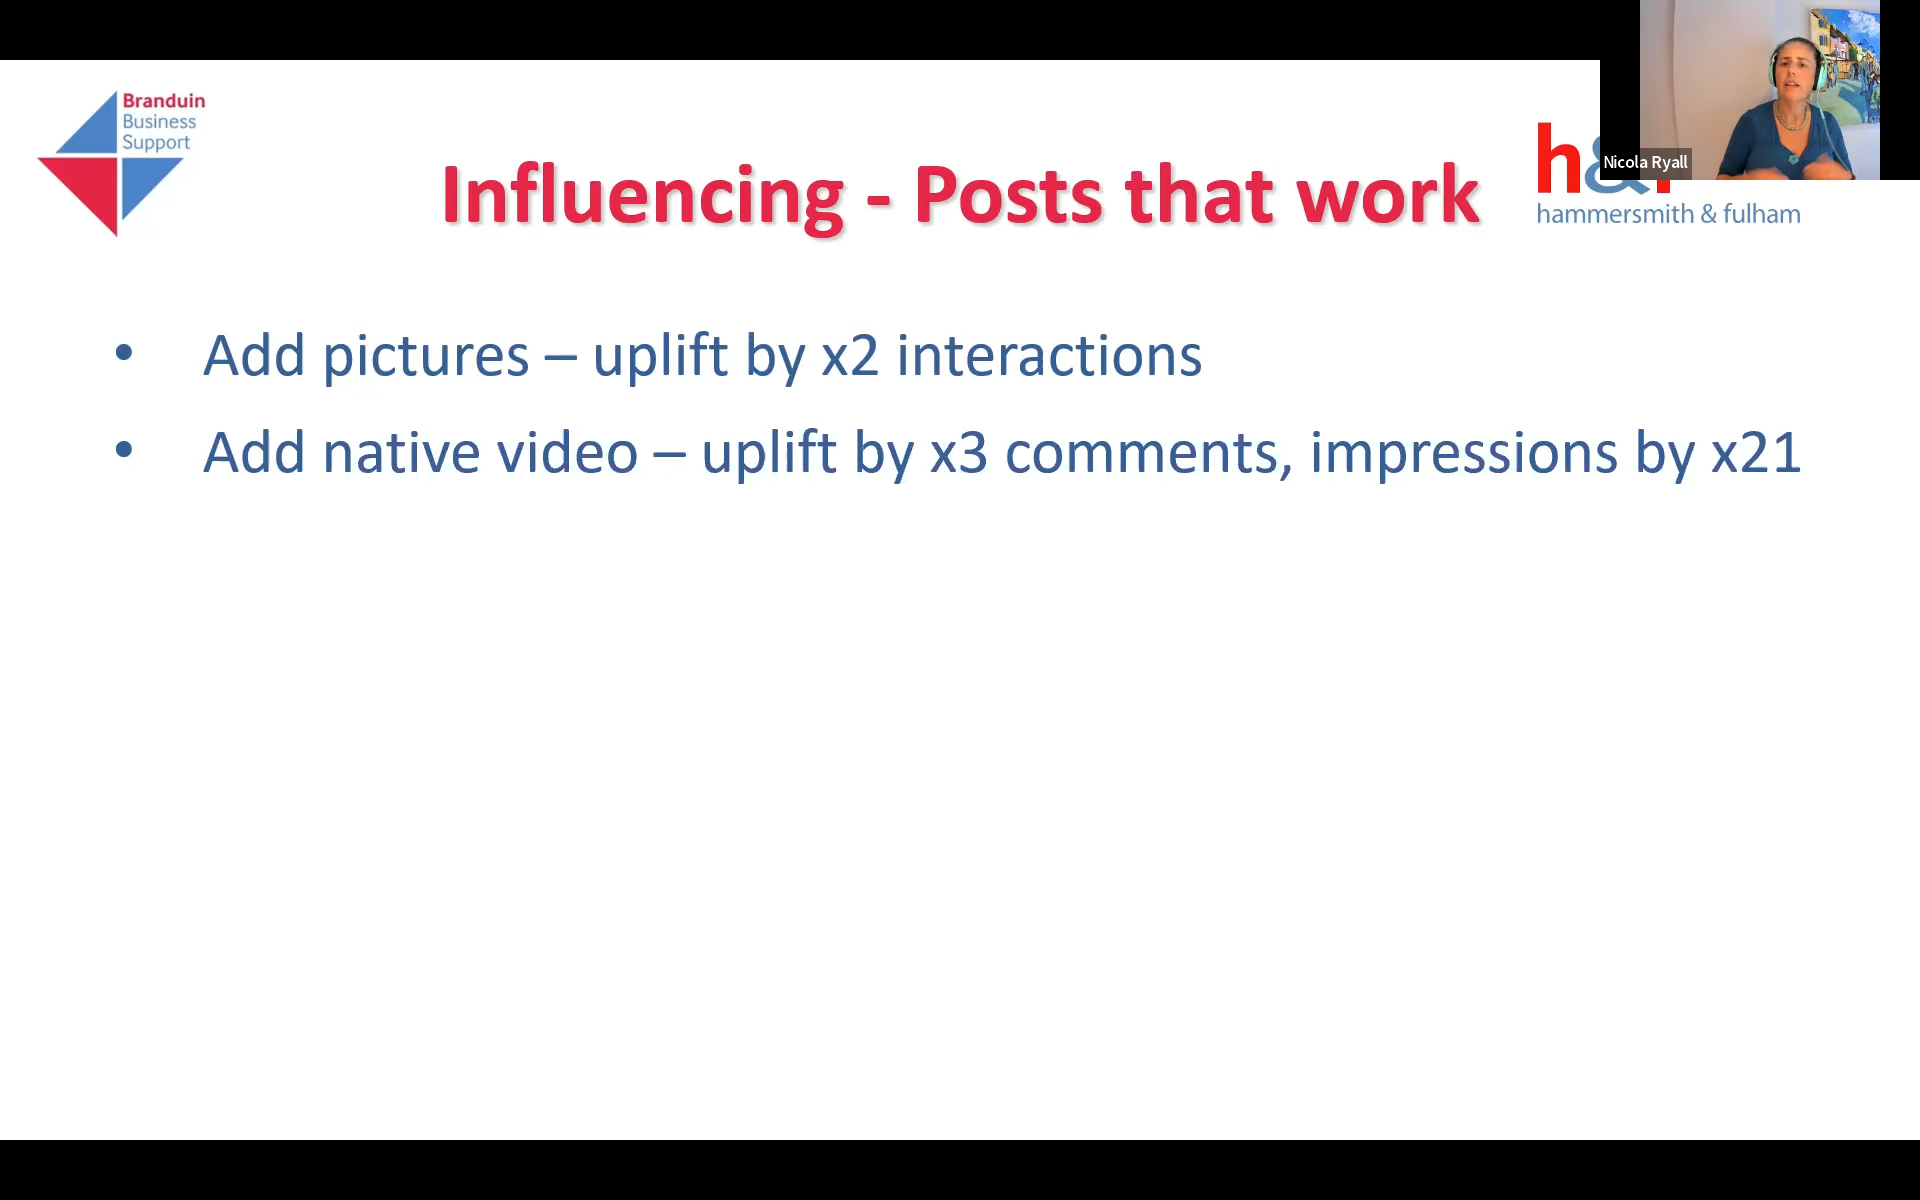 Branduin
Business
Support
Influencing - Posts that work
h&
hammersmith & fulham
Nicola Ryall
• Add pictures – uplift by x2 interactions
• Add native video – uplift by x3 comments, impressions by x21